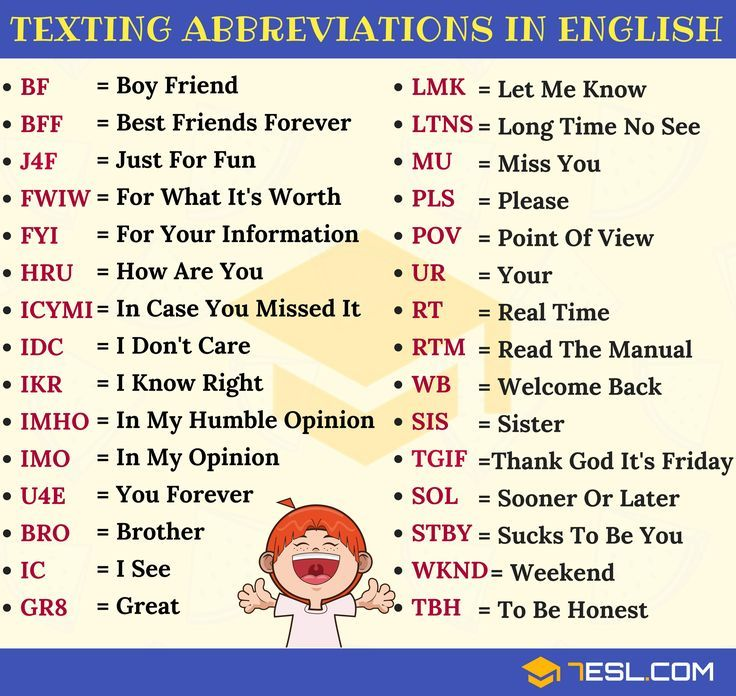 TEXTING ABBREVIATIONS IN ENGLISH
BF = Boy Friend
BFF = Best Friends Forever
J4F = Just For Fun
FWIW = For What It's Worth
FYI = For Your Information
HRU = How Are You
ICYMI = In Case You Missed It
IDC = I Don't Care
IKR = I Know Right
IMHO = In My Humble Opinion
IMO = In My Opinion
U4E = You Forever
BRO = Brother
IC = I See
GR8 = Great
LMK = Let Me Know
LTNS = Long Time No See
MU = Miss You
PLS = Please
POV = Point Of View
UR = Your
RT = Real Time
RTM = Read The Manual
WB = Welcome Back
SIS = Sister
TGIF =Thank God It's Friday
SOL = Sooner Or Later
STBY = Sucks To Be You
WKND = Weekend
TBH = To Be Honest
7ESL.COM